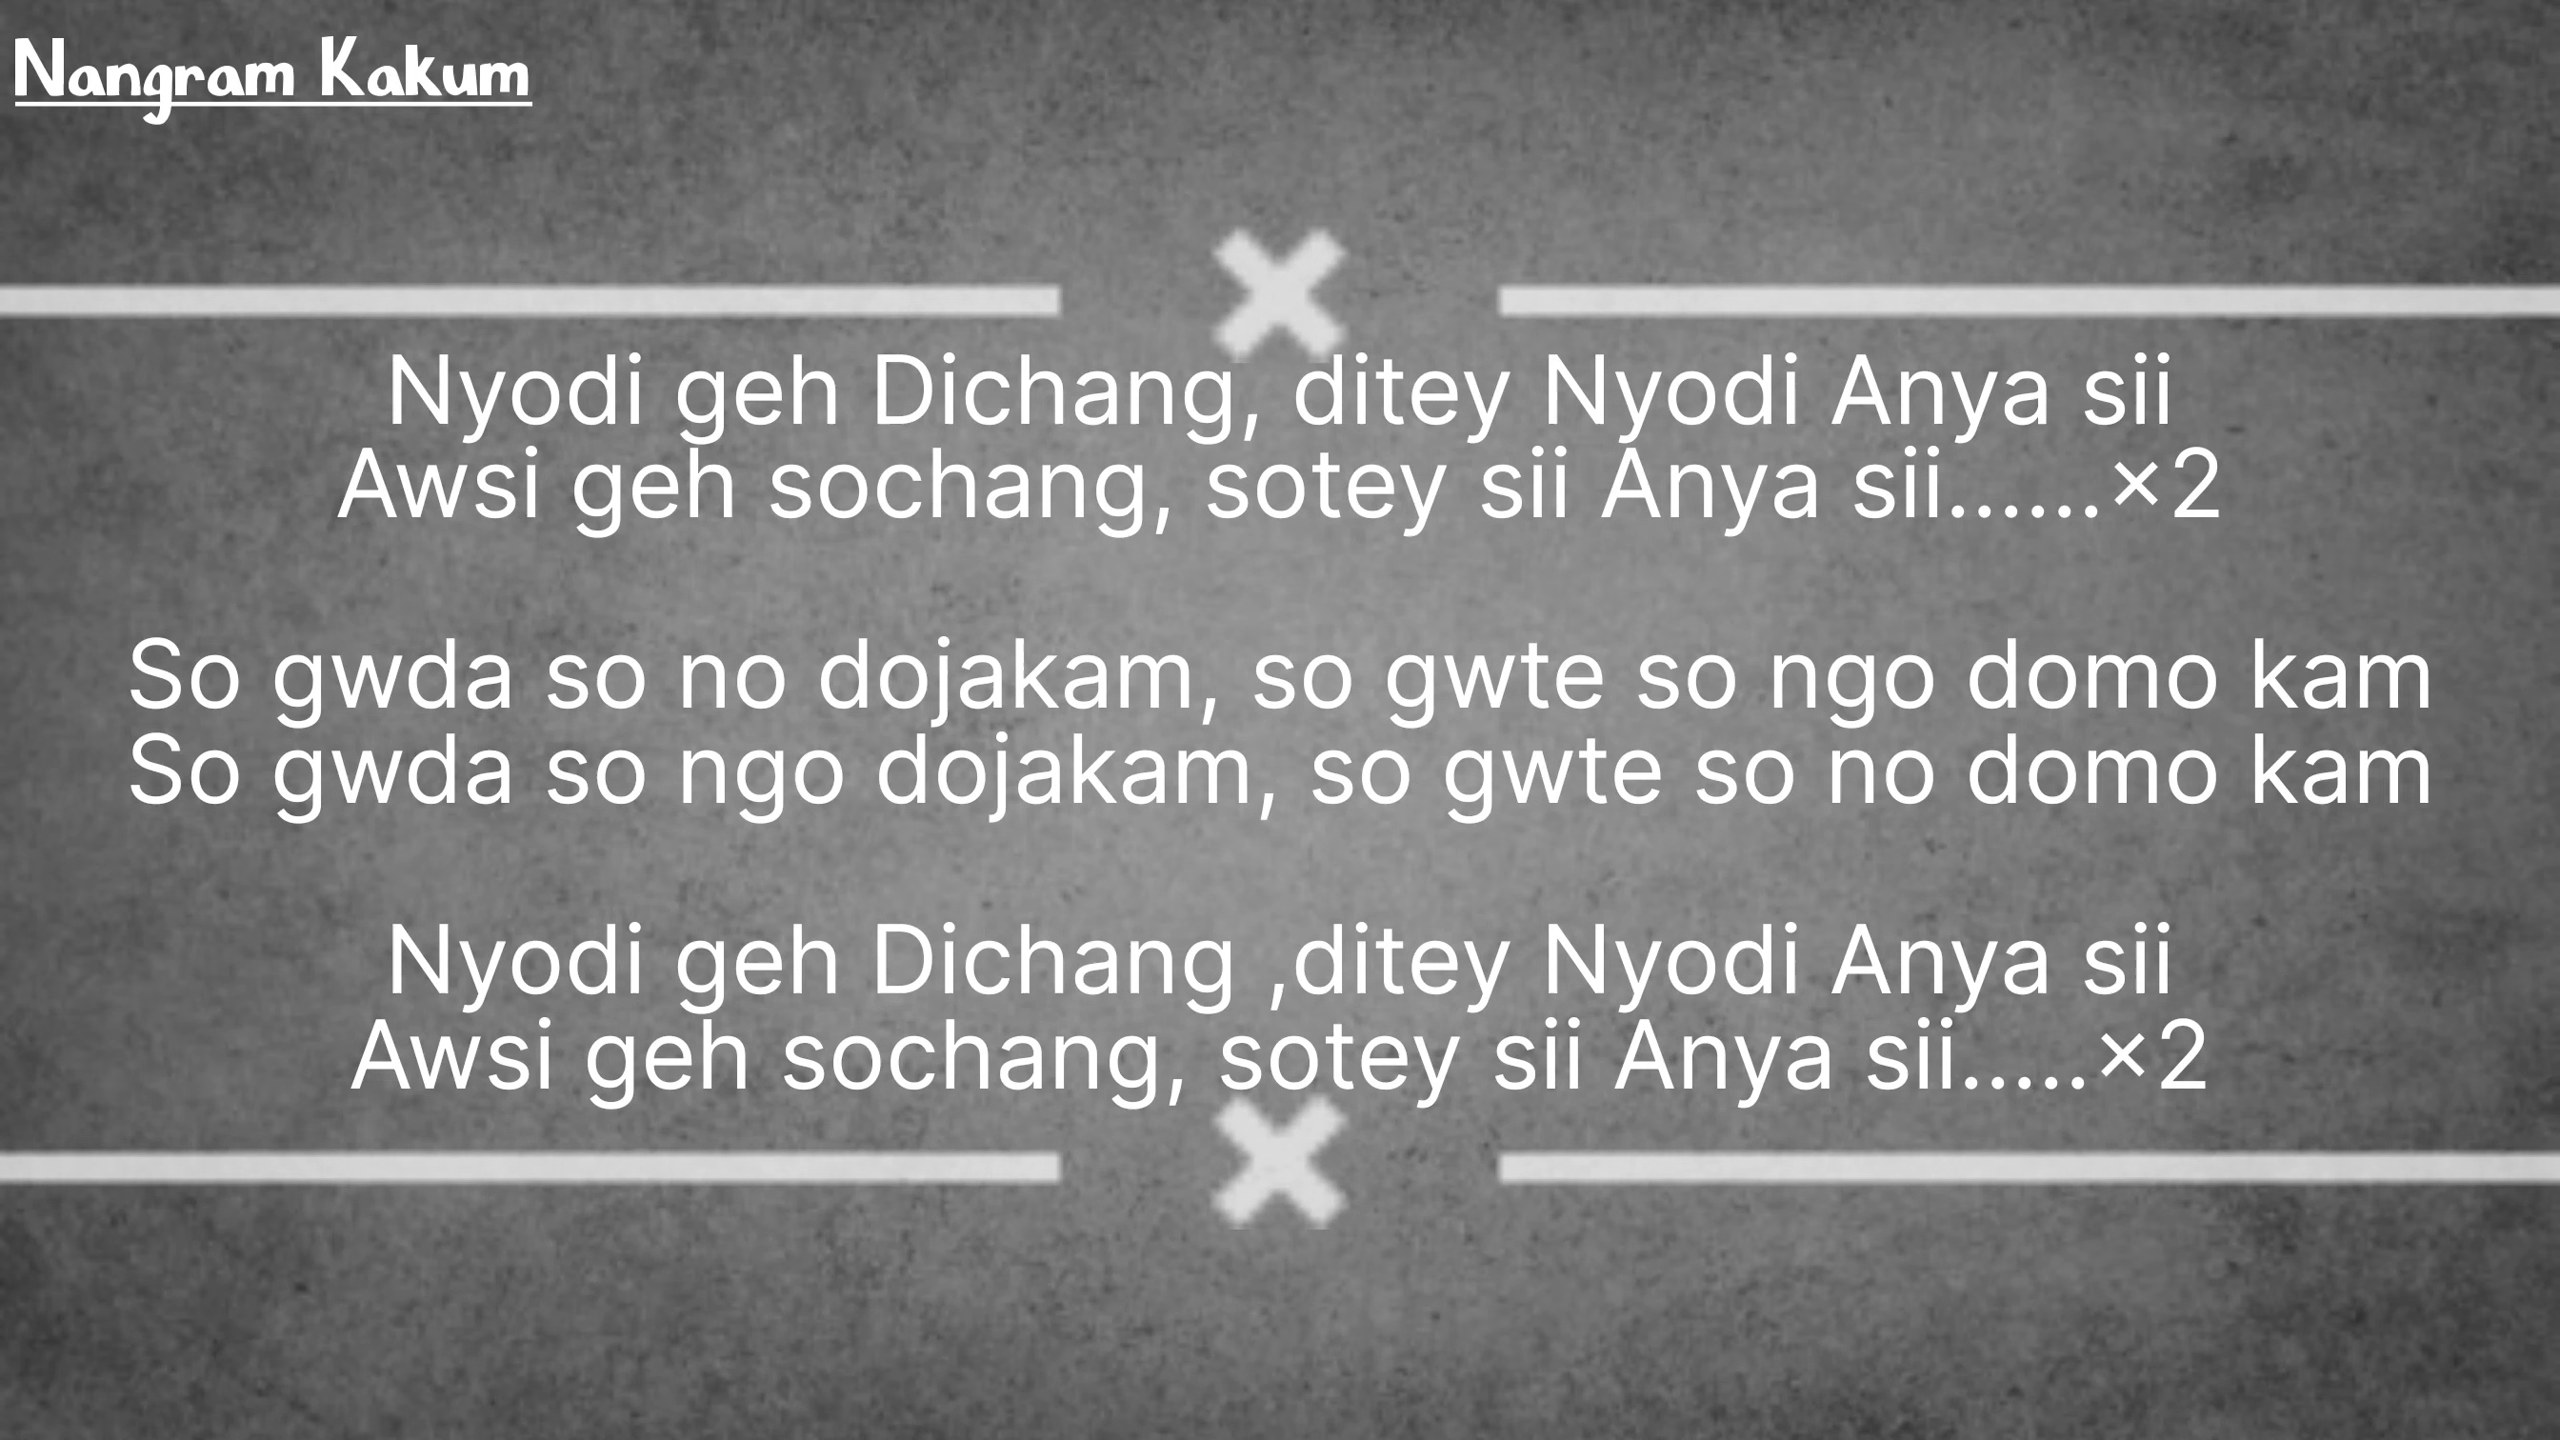 Nangram Kakum
Nyodi geh Dichang, ditey Nyodi Anya sii
Awsi geh sochang, sotey sii Anya sii......×2
So gwda so no dojakam, so gwte so ngo domo kam
So gwda so ngo dojakam, so gwte so no domo kam
Nyodi geh Dichang ,ditey Nyodi Anya sii
Awsi geh sochang, sotey sii Anya sii.....×2